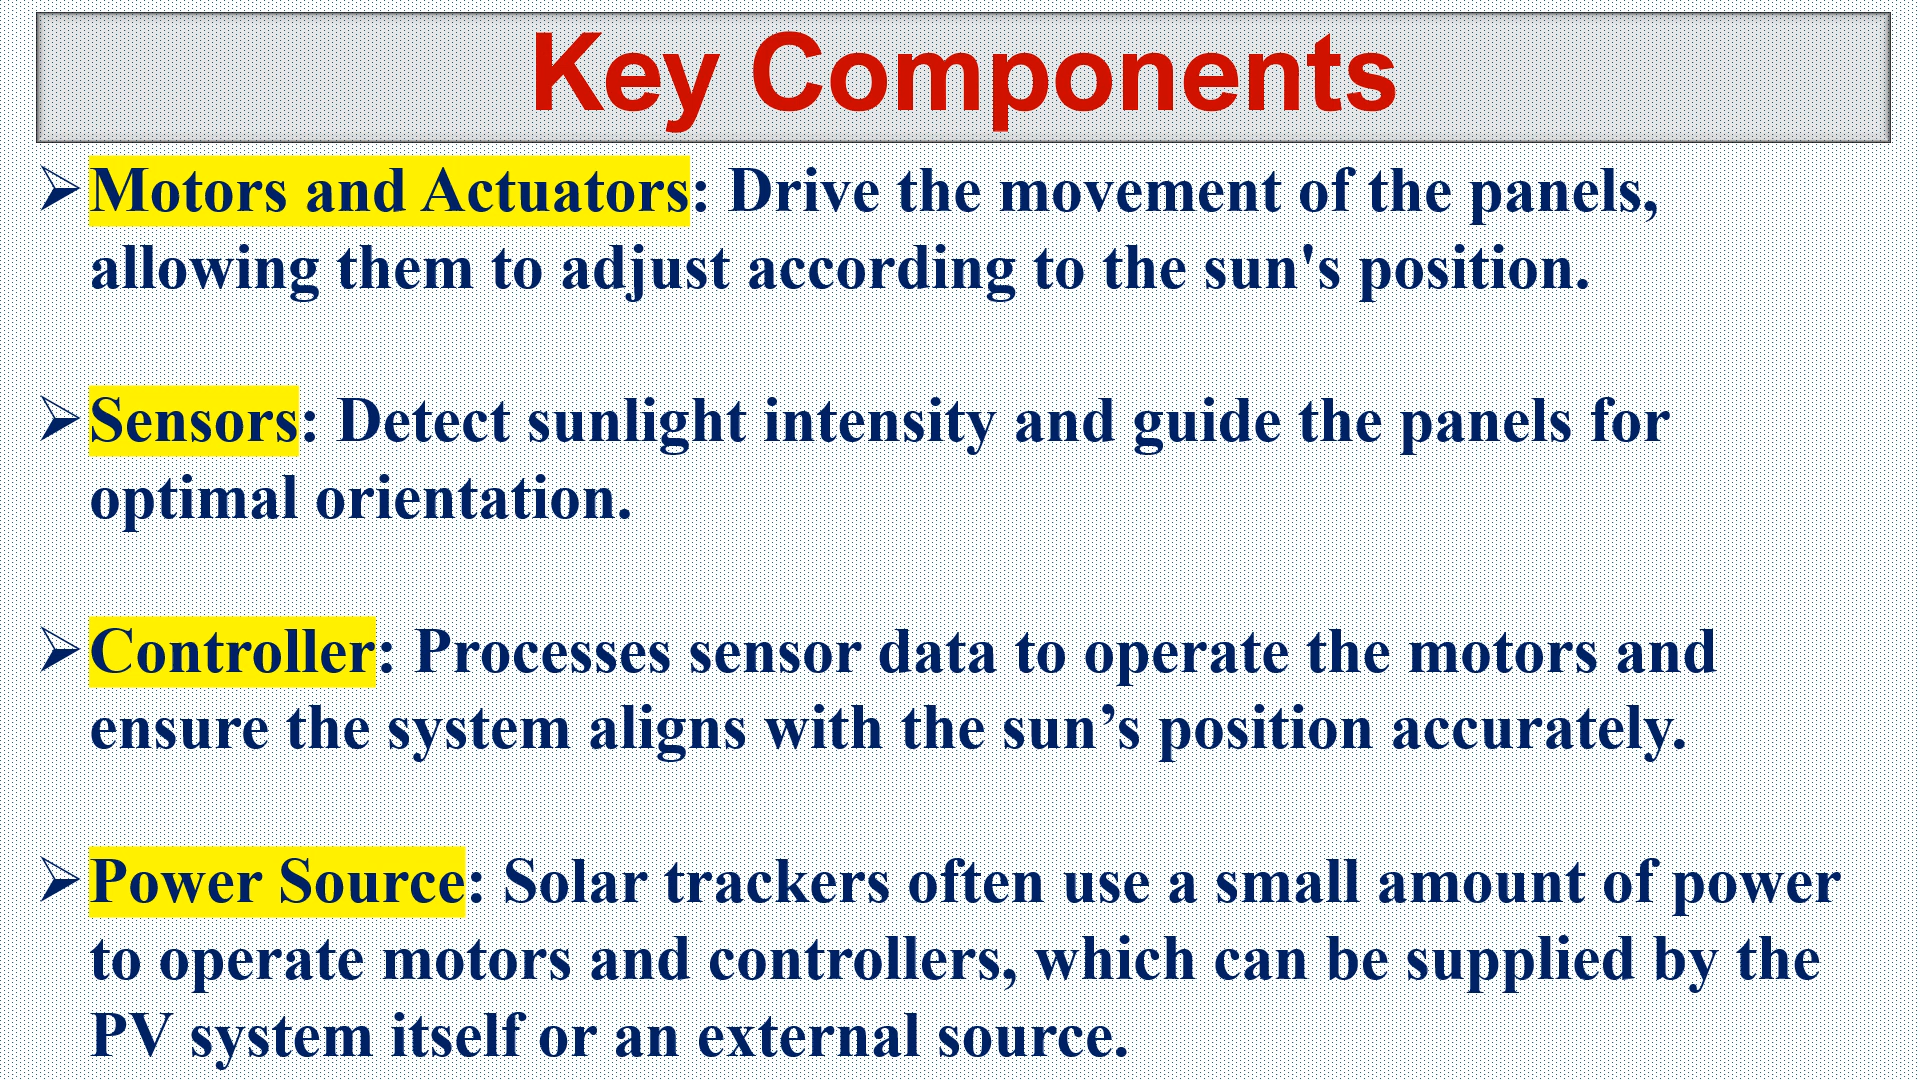 Key Components
➢Motors and Actuators: Drive the movement of the panels,
allowing them to adjust according to the sun's position.
➢Sensors: Detect sunlight intensity and guide the panels for
optimal orientation.
➢Controller: Processes sensor data to operate the motors and
ensure the system aligns with the sun’s position accurately.
➢Power Source: Solar trackers often use a small amount of power
to operate motors and controllers, which can be supplied by the
PV system itself or an external source.